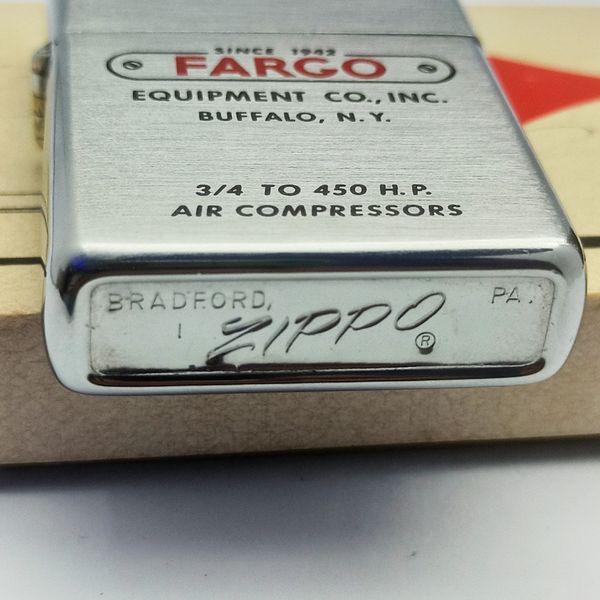 SINCE 1942
FARGO
EQUIPMENT CO., INC.
BUFFALO, N.Y.
3/4 TO 450 H.P.
AIR COMPRESSORS
BRADFORD, PA.
| ZIPPO ®